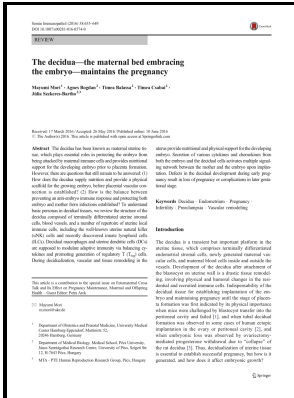 Semin Immunopathol (2016) 38:635–649
DOI 10.1007/s00281-016-0574-0
REVIEW
The decidua—the maternal bed embracing
the embryo—maintains the pregnancy
Mayumi Mori · Agnes Bogdan · Timea Balassa · Timea Csabai ·
Júlia Szekeres-Bartho
Received: 17 March 2016 / Accepted: 26 May 2016 / Published online: 10 June 2016
© The Author(s) 2016. This article is published with open access at Springerlink.com
Abstract The decidua has been known as maternal uterine tis-
sue, which plays essential roles in protecting the embryo from
being attacked by maternal immune cells and provides nutritional
support for the developing embryo prior to placenta formation.
However, there are questions that still remain to be answered: (1)
How does the decidua supply nutrition and provide a physical
scaffold for the growing embryo, before placental vascular con-
nection is established? (2) How is the balance between
preventing an anti-embryo immune response and protecting both
embryo and mother from infections established? To understand
basic personas in decidual tissues, we review the structure of the
decidua composed of terminally differentiated uterine stromal
cells, blood vessels, and a number of repertoire of uterine local
immune cells, including the well-known uterine natural killer
(uNK) cells and recently discovered innate lymphoid cells
(ILCs). Decidual macrophages and uterine dendritic cells (DCs)
are supposed to modulate adaptive immunity via balancing cy-
tokines and promoting generation of regulatory T (Treg) cells.
During decidualization, vascular and tissue remodeling in the
uterus provide nutritional and physical support for the developing
embryo. Secretion of various cytokines and chemokines from
both the embryo and the decidual cells activates multiple signal-
ing network between the mother and the embryo upon implan-
tation. Defects in the decidual development during early preg-
nancy result in loss of pregnancy or complications in later gesta-
tional stage.
Keywords Decidua · Endometrium · Pregnancy ·
Infertility · Preeclampsia · Vascular remodeling
Introduction
The decidua is a transient but important platform in the
uterine tissue, which comprises terminally differentiated
endometrial stromal cells, newly generated maternal vas-
cular cells, and maternal blood cells inside and outside the
vessels. Development of the decidua after attachment of
the blastocyst on uterine wall is a drastic tissue remodel-
ing, involving physical and humoral changes in the resi-
dential and recruited immune cells. Indispensability of the
decidual tissue for establishing implantation of the em-
bryo and maintaining pregnancy until the stage of placen-
ta formation was first indicated by its physical importance
when mice were challenged by blastocyst transfer into the
peritoneal cavity and failed [1], and when tubal decidual
formation was observed in some cases of human ectopic
implantation in the ovary or peritoneal cavity [2], and
when embryonic loss was observed by ovariectomy-
mediated progesterone withdrawal due to "collapse" of
the rat decidua [3]. Thus, decidualization of uterine tissue
is essential to establish successful pregnancy, but how is it
generated, and how does it affect embryonic growth?
This article is a contribution to the special issue on Fetomaternal Cross
Talk and Its Effect on Pregnancy Maintenance, Maternal and Offspring
Health - Guest Editor: Petra Arck
Mayumi Mori
Department of Obstetrics and Prenatal Medicine, University Medical
Center Hamburg-Eppendorf, Martinistr. 52,
20246 Hamburg, Germany
Department of Medical Biology, Medical School, Pécs University,
H-7643 Pécs, Hungary
MTA - PTE Human Reproduction Research Group, Pécs, Hungary
Springer